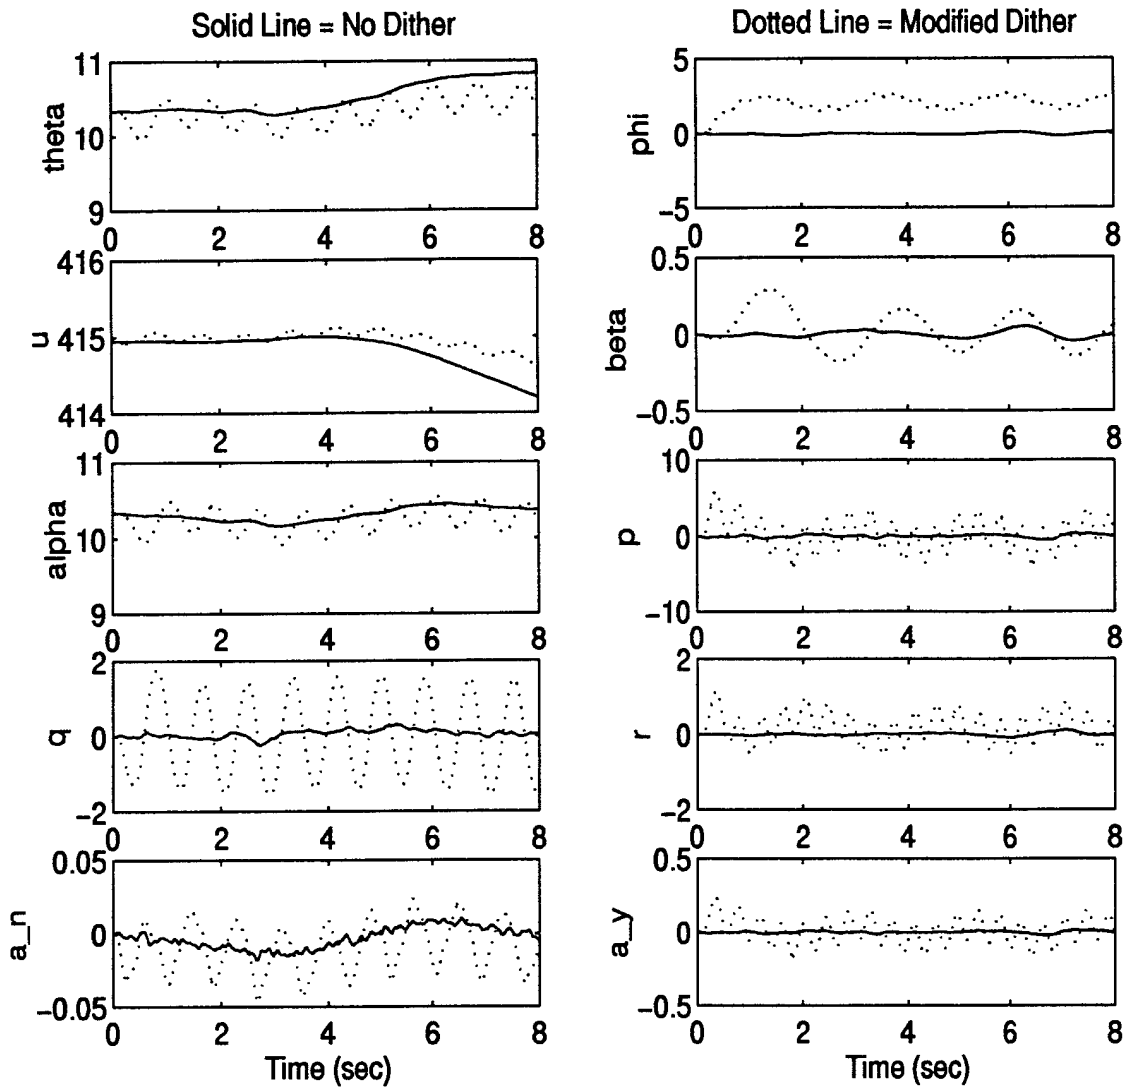 Solid Line = No Dither
11
10
9
theta
0 2 4 6 8
416
415
414
u
0 2 4 6 8
11
10
9
alpha
0 2 4 6 8
2
0
-2
q
0 2 4 6 8
0.05
0
-0.05
a_n
0 2 4 6 8
Time (sec)
Dotted Line = Modified Dither
5
0
-5
phi
0 2 4 6 8
0.5
0
-0.5
beta
0 2 4 6 8
10
0
-10
p
0 2 4 6 8
2
0
-2
r
0 2 4 6 8
0.5
0
-0.5
a_y
0 2 4 6 8
Time (sec)